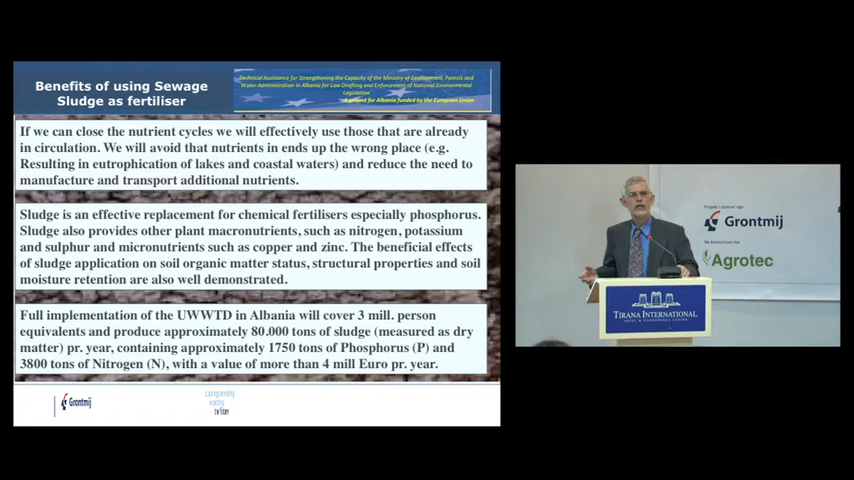 Benefits of using Sewage
Sludge as fertiliser
Technical Assistance for Strengthening the Capacity of the Ministry of Environment, Forests and
Water Administration in Albania for Law Drafting and Enforcement of National Environmental
Legislation
A project for Albania funded by the European Union
If we can close the nutrient cycles we will effectively use those that are already
in circulation. We will avoid that nutrients in ends up the wrong place (e.g.
Resulting in eutrophication of lakes and coastal waters) and reduce the need to
manufacture and transport additional nutrients.
Sludge is an effective replacement for chemical fertilisers especially phosphorus.
Sludge also provides other plant macronutrients, such as nitrogen, potassium
and sulphur and micronutrients such as copper and zinc. The beneficial effects
of sludge application on soil organic matter status, structural properties and soil
moisture retention are also well demonstrated.
Full implementation of the UWWTD in Albania will cover 3 mill. person
equivalents and produce approximately 80.000 tons of sludge (measured as dry
matter) pr. year, containing approximately 1750 tons of Phosphorus (P) and
3800 tons of Nitrogen (N), with a value of more than 4 mill Euro pr. year.
Grontmij
the future
Grontmij
Agrotec
TIRANA INTERNATIONAL
HOTEL & CONFERENCE CENTRE